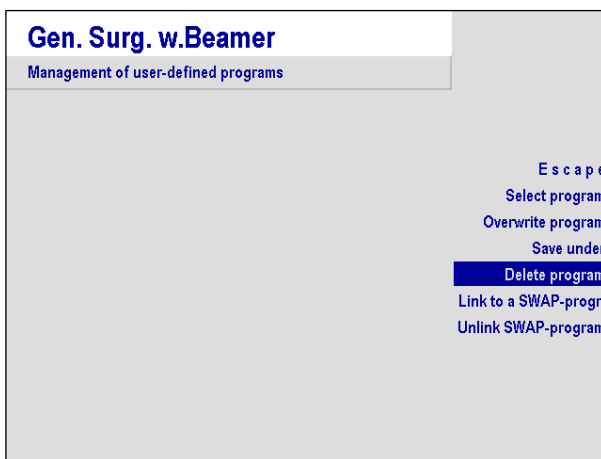 Gen. Surg. w.Beamer
Management of user-defined programs
E s c a p e
Select program
Overwrite program
Save under
Delete program
Link to a SWAP-progr
Unlink SWAP-program